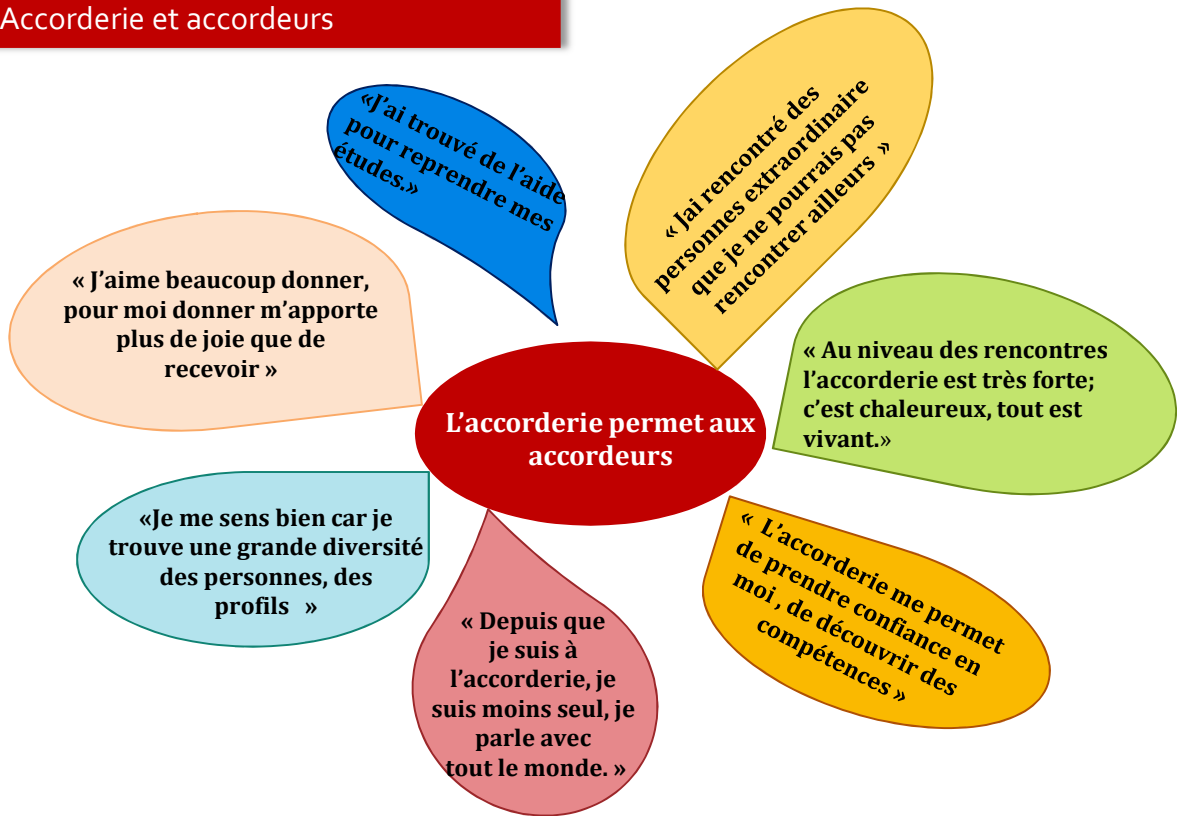 Accorderie et accordeurs
«J'ai trouvé de l'aide
pour reprendre mes
études.»
« Jai rencontré des
personnes extraordinaire
que je ne pourrais pas
rencontrer ailleurs »
« J'aime beaucoup donner,
pour moi donner m'apporte
plus de joie que de
recevoir »
« Au niveau des rencontres
l'accorderie est très forte;
c'est chaleureux, tout est
vivant.»
L'accorderie permet aux
accordeurs
«Je me sens bien car je
trouve une grande diversité
des personnes, des
profils »
« L'accorderie me permet
de prendre confiance en
moi , de découvrir des
compétences »
« Depuis que
je suis à
l'accorderie, je
suis moins seul, je
parle avec
tout le monde. »